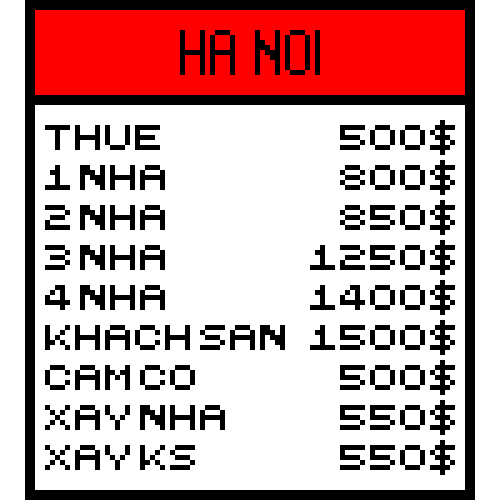 HA NOI
THUE 500$
1 NHA 800$
2 NHA 850$
3 NHA 1250$
4 NHA 1400$
KHACH SAN 1500$
CAM CO 500$
XAY NHA 550$
XAY KS 550$